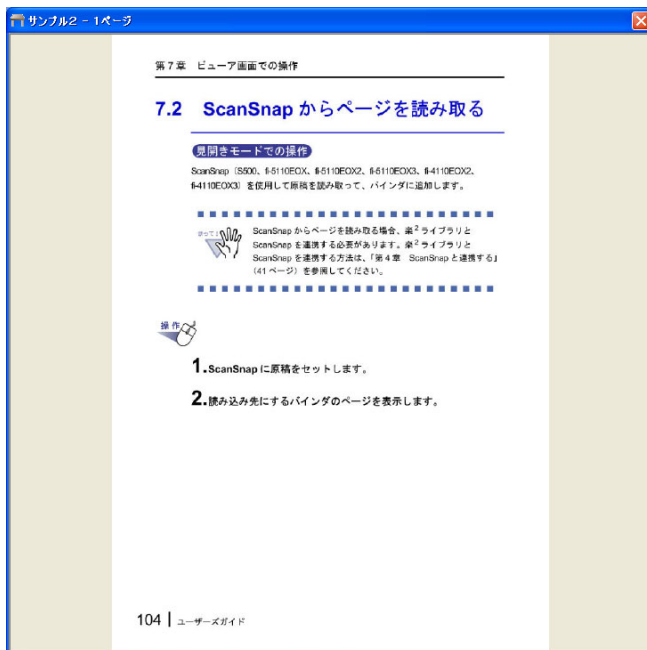 サンプル2 - 1ページ
第7章　ビューア画面での操作
7.2　ScanSnap からページを読み取る
見開きモードでの操作
ScanSnap（S500、fi-5110EOX、fi-5110EOX2、fi-5110EOX3、fi-4110EOX2、
fi-4110EOX3）を使用して原稿を読み取って、バインダに追加します。
ScanSnap からページを読み取る場合、楽²ライブラリと
ScanSnap を連携する必要があります。楽²ライブラリと
ScanSnap を連携する方法は、「第4章　ScanSnap と連携する」
（41 ページ）を参照してください。
操作
1.ScanSnap に原稿をセットします。
2.読み込み先にするバインダのページを表示します。
104 | ユーザーズガイド